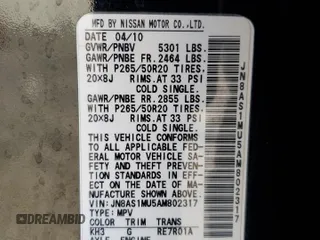 MFD BY NISSAN MOTOR CO.,LTD.
DATE 04/10
GVWR/PNBV 5301 LBS.
GAWR/PNBE FR. 2464 LBS.
WITH P265/50R20 TIRES.
20X8J RIMS.AT 33 PSI
COLD SINGLE.
GAWR/PNBE RR. 2855 LBS.
WITH P265/50R20 TIRES.
20X8J RIMS.AT 33 PSI
COLD SINGLE.
THIS VEHICLE CONFORMS
TO ALL APPLICABLE FED-
ERAL MOTOR VEHICLE SA-
FETY AND THEFT PREVEN-
TION STANDARDS IN EFF-
ECT ON THE DATE OF MA-
NUFACTURE SHOWN ABOVE.
VIN: JN8AS1MU5AM802317
TYPE: MPV
COLOR TRIM TRANS
KH3 G RE7R01A
AXLE ENGINE
JN8AS1MU5AM802317
©DREAMBID